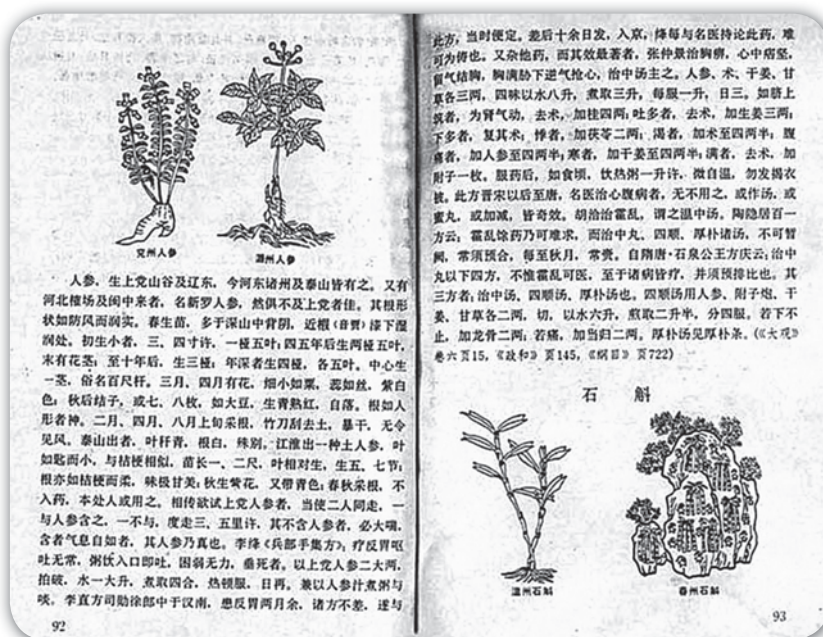 兖州人参
潞州人参
人参，生上党山谷及辽东，今河东诸州及泰山皆有之。又有
河北榷场及闽中来者，名新罗人参，然俱不及上党者佳。其根形
状如防风而润实。春生苗，多于深山中背阴，近椴（音賈）漆下湿
润处。初生小者，三、四寸许，一桠五叶；四五年后生两桠五叶，
末有花茎；至十年后，生三桠；年深者生四桠，各五叶。中心生
一茎，俗名百尺杆。三月、四月有花，细小如粟，蕊如丝，紫白
色；秋后结子，或七、八枚，如大豆，生青熟红，自落。根如人
形者神。二月、四月、八月上旬采根，竹刀刮去土，暴干，无令
见风。泰山出者，叶秆青，根白，殊别。江淮出一种土人参，叶
如匙而小，与桔梗相似，苗长一、二尺，叶相对生，生五、七节；
根亦如桔梗而柔，味极甘美；秋生紫花，又带青色；春秋采根，不
入药，本处人或用之。相传欲试上党人参者，当使二人同走，一
与人参含之，一不与，度走三、五里许，其不含人参者，必大喘，
含者气息自如者，其人参乃真也。李绛《兵部手集方》：疗反胃呕
吐无常，粥饮入口即吐，困弱无力，垂死者。以上党人参二大两，
拍破，水一大升，煮取四合，热顿服，日再。兼以人参汁煮粥与
啖。李直方司勋徐郎中于汉南，患反胃两月余，诸方不差，遂与
92
此方，当时便定。差后十余日发，入京，绛每与名医持论此药，难
可为俦也。又杂他药，而其效最著者，张仲景治胸痹，心中痞坚，
留气结胸，胸满胁下逆气抢心，治中汤主之。人参、术、干姜、甘
草各三两，四味以水八升，煮取三升，每服一升，日三。如脐上
筑者，为肾气动，去术，加桂四两；吐多者，去术，加生姜三两；
下多者，复其术；悸者，加茯苓二两；渴者，加术至四两半；腹
痛者，加人参至四两半；寒者，加干姜至四两半；满者，去术，加
附子一枚。服药后，如食顷，饮热粥一升许，微自温，勿发揭衣
被。此方晋宋以后至唐，名医治心腹病者，无不用之，或作汤，或
蜜丸，或加减，皆奇效。胡洽治霍乱，谓之温中汤。陶隐居百一
方云：霍乱馀药乃可难求，而治中丸、四顺、厚朴诸汤，不可暂
阙，常须预合，每至秋月，常赍。自隋唐·石泉公王方庆云：治中
丸以下四方，不惟霍乱可医，至于诸病皆疗，并须预排比也。其
三方者：治中汤、四顺汤、厚朴汤也。四顺汤用人参、附子炮、干
姜、甘草各二两，切，以水六升，煎取二升半，分四服。若下不
止，加龙骨二两；若痛，加当归二两。厚朴汤见厚朴条。（《大观》
卷六页15，《政和》页145，《纲目》页722）
石斛
温州石斛
春州石斛
93